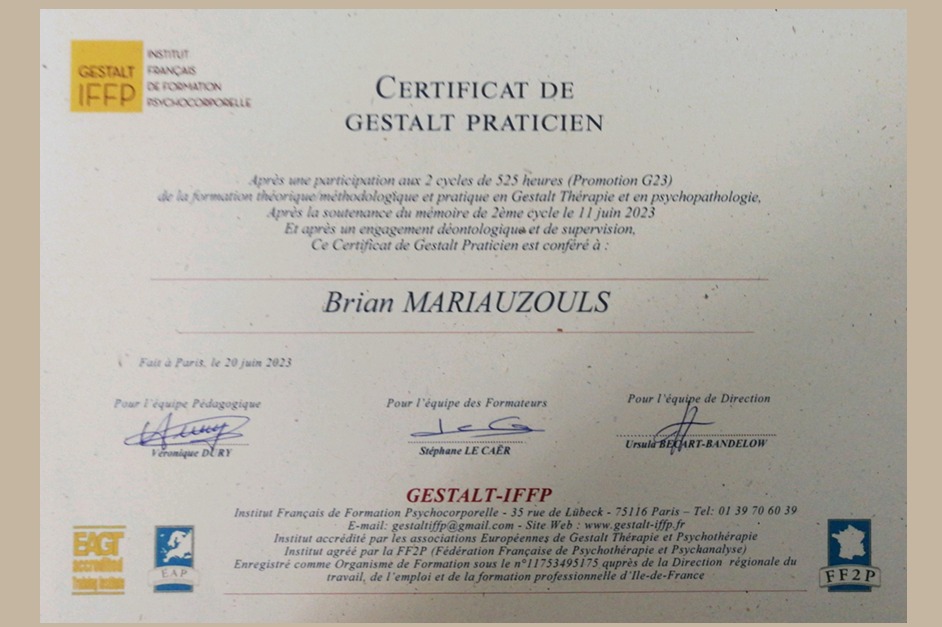 GESTALT
IFFP
INSTITUT
FRANÇAIS
DE FORMATION
PSYCHOCORPORELLE
CERTIFICAT DE
GESTALT PRATICIEN
Après une participation aux 2 cycles de 525 heures (Promotion G23)
de la formation théorique/méthodologique et pratique en Gestalt Thérapie et en psychopathologie,
Après la soutenance du mémoire de 2ème cycle le 11 juin 2023
Et après un engagement déontologique et de supervision,
Ce Certificat de Gestalt Praticien est conféré à :
Brian MARIAUZOULS
Fait à Paris, le 20 juin 2023
Pour l'équipe Pédagogique
Véronique DURY
Pour l'équipe des Formateurs
Stéphane LE CAËR
Pour l'équipe de Direction
Ursula BECART-BANDELOW
GESTALT-IFFP
Institut Français de Formation Psychocorporelle - 35 rue de Lübeck - 75116 Paris – Tel: 01 39 70 60 39
E-mail: gestaltiffp@gmail.com - Site Web : www.gestalt-iffp.fr
Institut accrédité par les associations Européennes de Gestalt Thérapie et Psychothérapie
Institut agréé par la FF2P (Fédération Française de Psychothérapie et Psychanalyse)
Enregistré comme Organisme de Formation sous le n°11753495175 quprès de la Direction régionale du
travail, de l'emploi et de la formation professionnelle d'Ile-de-France
EAGT
accredited
Training Institute
EAP
FF2P